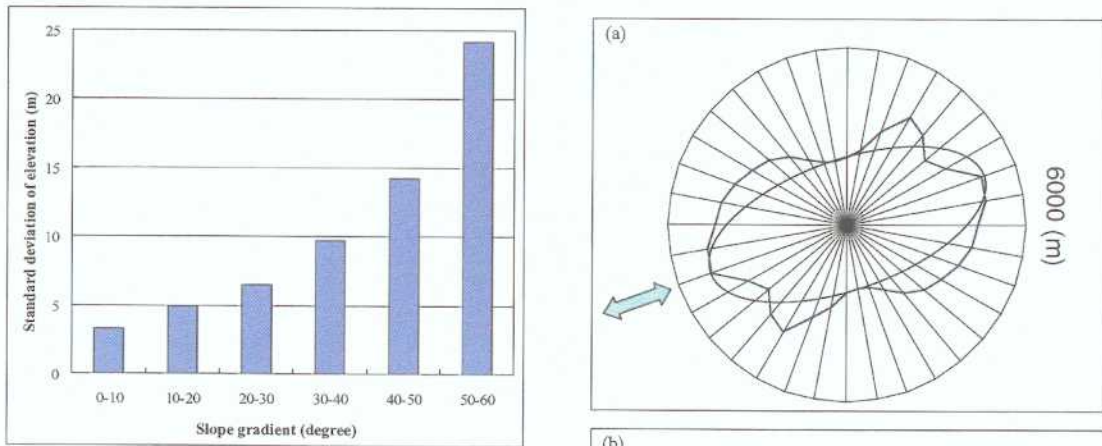 25
20
15
10
5
0
Standard deviation of elevation (m)
0-10 10-20 20-30 30-40 40-50 50-60
Slope gradient (degree)
(a)
6000 (m)
(b)